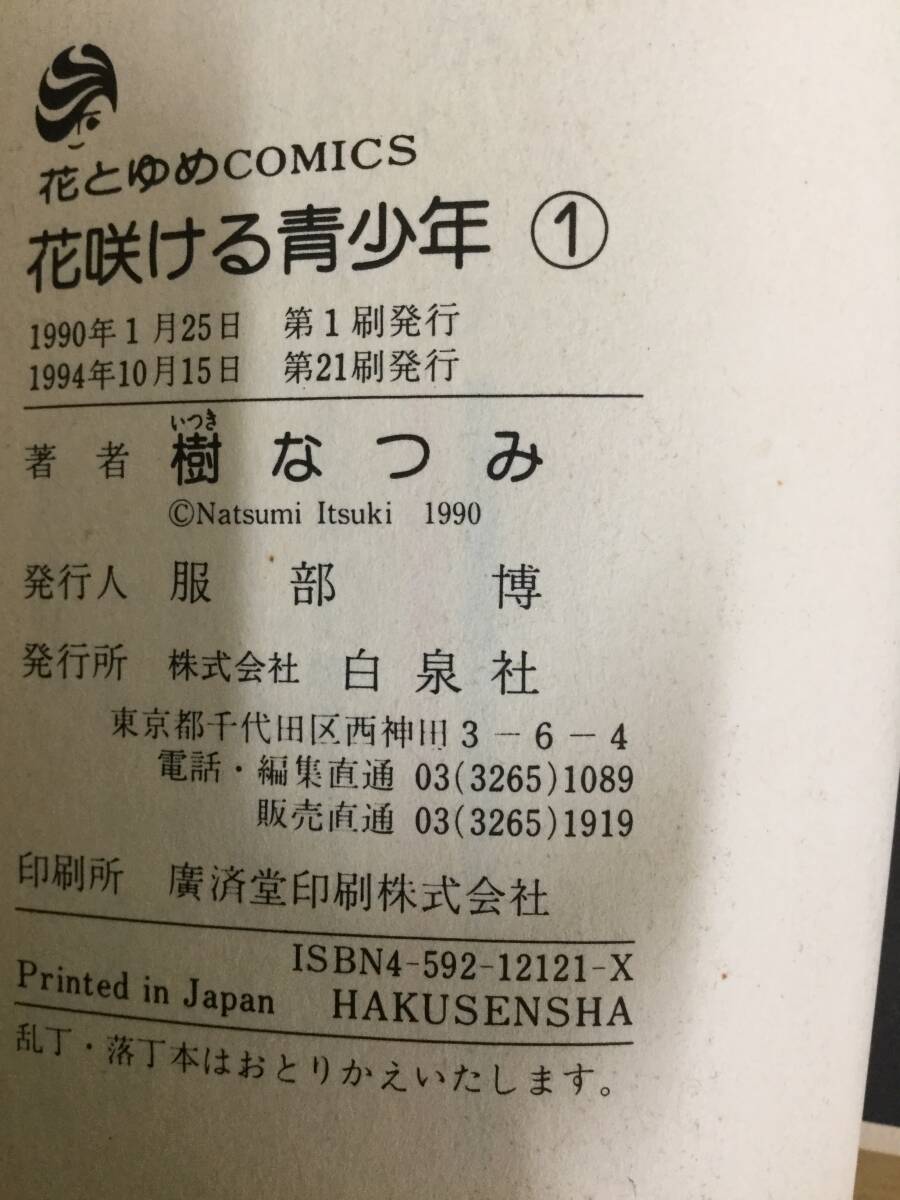 花とゆめCOMICS
花咲ける青少年 ①
1990年1月25日 第1刷発行
1994年10月15日 第21刷発行
いつき
著者 樹なつみ
©Natsumi Itsuki 1990
発行人 服部 博
発行所 株式会社 白泉社
東京都千代田区西神田3-6-4
電話・編集直通 03(3265)1089
販売直通 03(3265)1919
印刷所 廣済堂印刷株式会社
ISBN4-592-12121-X
Printed in Japan HAKUSENSHA
乱丁・落丁本はおとりかえいたします。